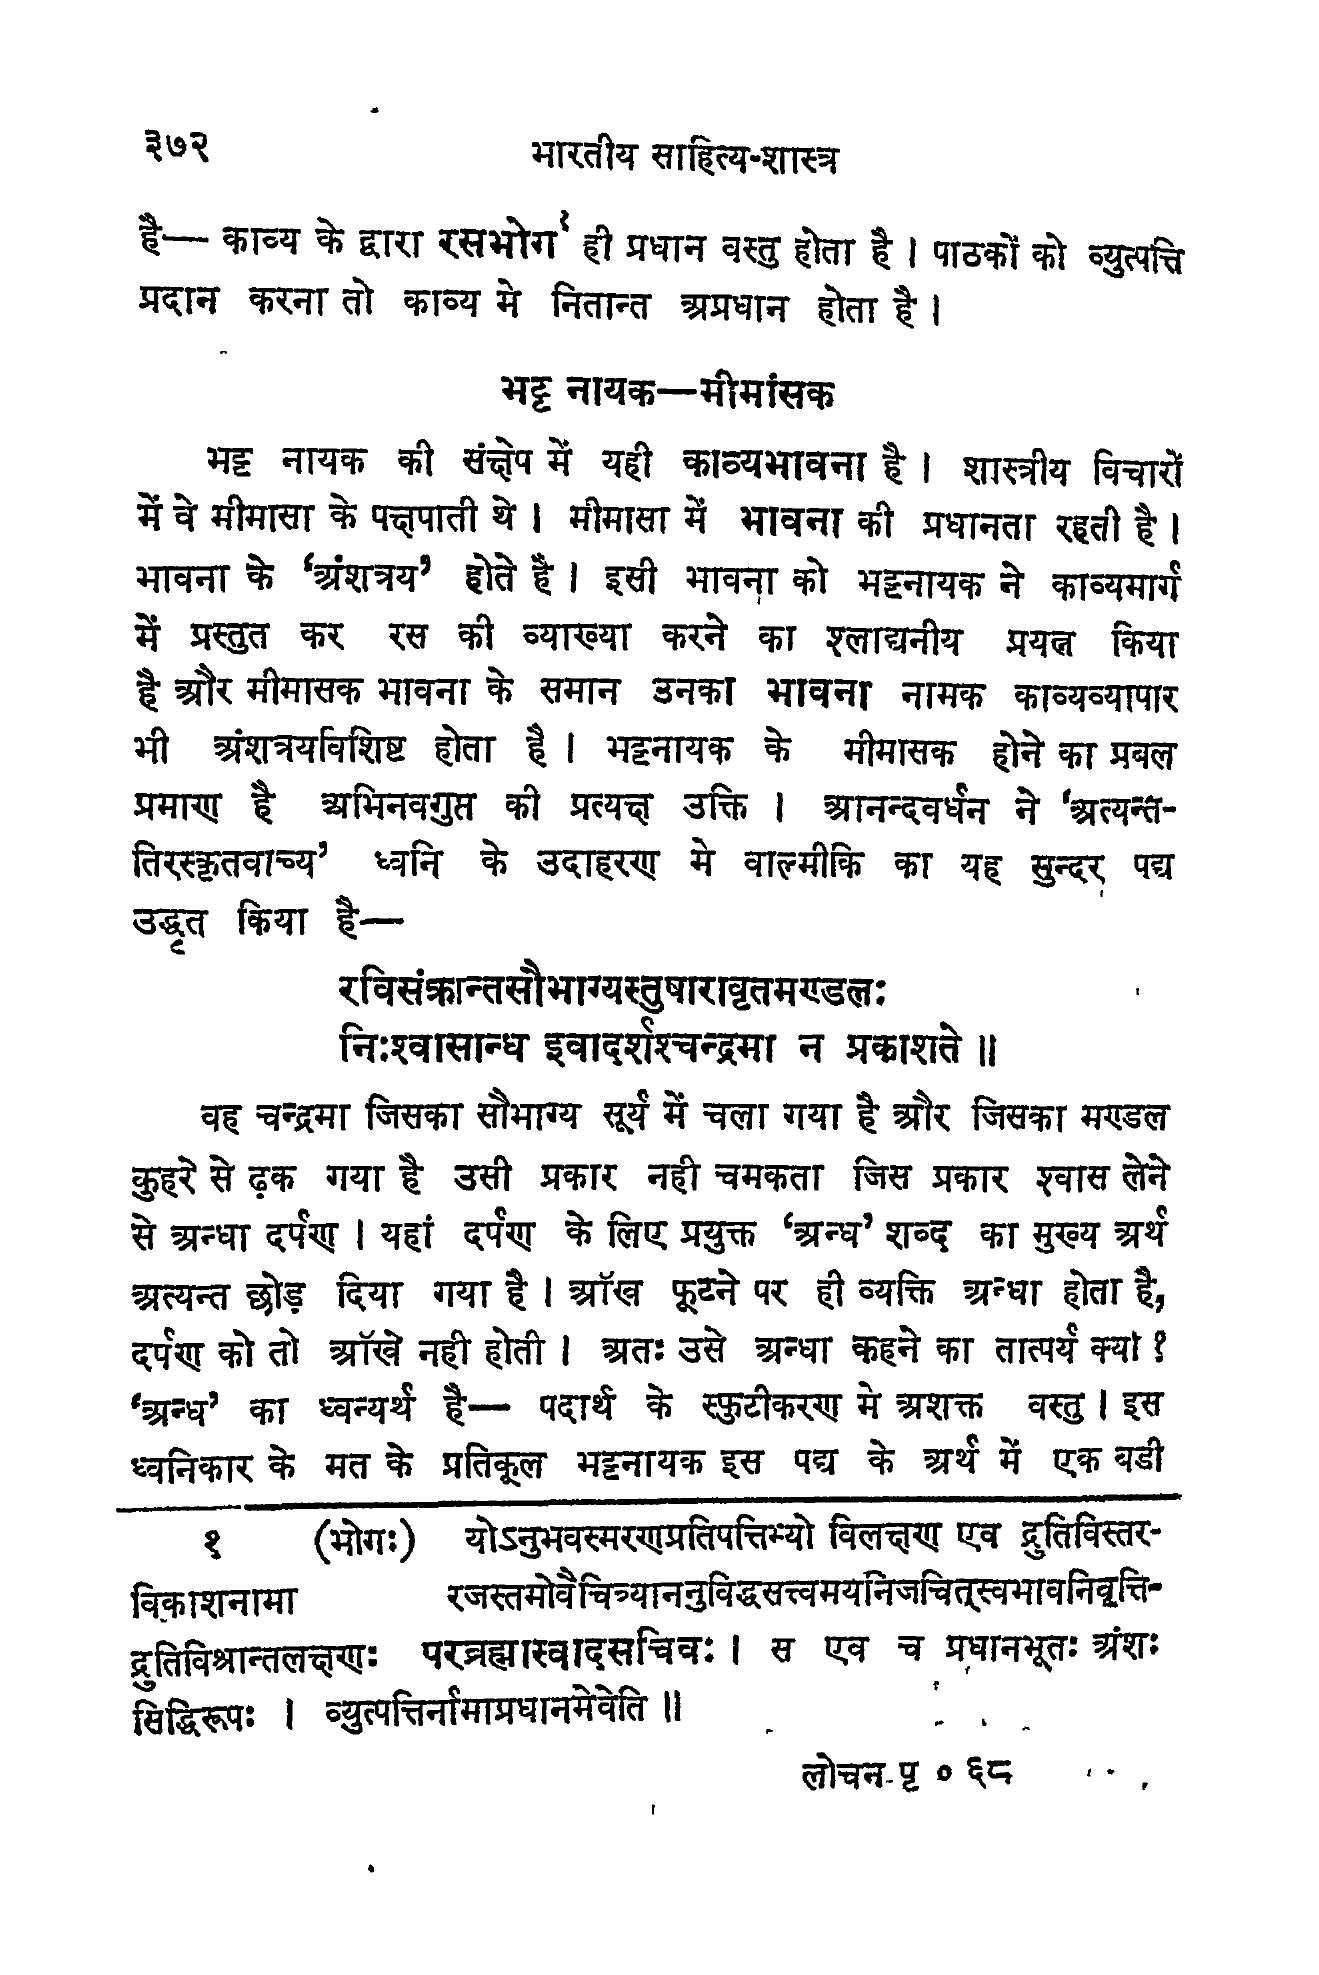 ३७२ भारतीय साहित्य-शास्त्र
है— काव्य के द्वारा रसभोग१ ही प्रधान वस्तु होता है । पाठकों को व्युत्पत्ति
प्रदान करना तो काव्य मे नितान्त अप्रधान होता है ।
भट्ट नायक—मीमांसक
भट्ट नायक की संक्षेप में यही काव्यभावना है । शास्त्रीय विचारों
में वे मीमासा के पक्षपाती थे । मीमासा में भावना की प्रधानता रहती है ।
भावना के ‘अंशत्रय’ होते है । इसी भावना को भट्टनायक ने काव्यमार्ग
में प्रस्तुत कर रस की व्याख्या करने का श्लाद्यनीय प्रयत्न किया
है और मीमासक भावना के समान उनका भावना नामक काव्यव्यापार
भी अंशत्रयविशिष्ट होता है । भट्टनायक के मीमासक होने का प्रबल
प्रमाण है अभिनवगुप्त की प्रत्यक्ष उक्ति । आनन्दवर्धन ने ‘अत्यन्त-
तिरस्कृतवाच्य’ ध्वनि के उदाहरण मे वाल्मीकि का यह सुन्दर पद्य
उद्धृत किया है—
रविसंक्रान्तसौभाग्यस्तुषारावृतमण्डलः
निःश्वासान्ध इवादर्शश्चन्द्रमा न प्रकाशते ॥
वह चन्द्रमा जिसका सौभाग्य सूर्य में चला गया है और जिसका मण्डल
कुहरे से ढ़क गया है उसी प्रकार नही चमकता जिस प्रकार श्वास लेने
से अन्धा दर्पण । यहां दर्पण के लिए प्रयुक्त ‘अन्ध’ शब्द का मुख्य अर्थ
अत्यन्त छोड़ दिया गया है । ऑख फूटने पर ही व्यक्ति अन्धा होता है,
दर्पण को तो ऑखे नही होती । अतः उसे अन्धा कहने का तात्पर्य क्या ?
‘अन्ध’ का ध्वन्यर्थ है— पदार्थ के स्फुटीकरण मे अशक्त वस्तु । इस
ध्वनिकार के मत के प्रतिकूल भट्टनायक इस पद्य के अर्थ में एक बडी
१ (भोगः) योऽनुभवस्मरणप्रतिपत्तिभ्यो विलक्षण एव द्रुतिविस्तर-
विकाशनामा रजस्तमोवैचित्र्याननुविद्धसत्त्वमयनिजचित्स्वभावनिवृत्ति-
द्रुतिविश्रान्तलक्षणः परब्रह्मास्वादसचिवः । स एव च प्रधानभूतः अंशः
सिद्धिरूपः । व्युत्पत्तिर्नामाप्रधानमेवेति ॥
लोचन पृ ० ६८